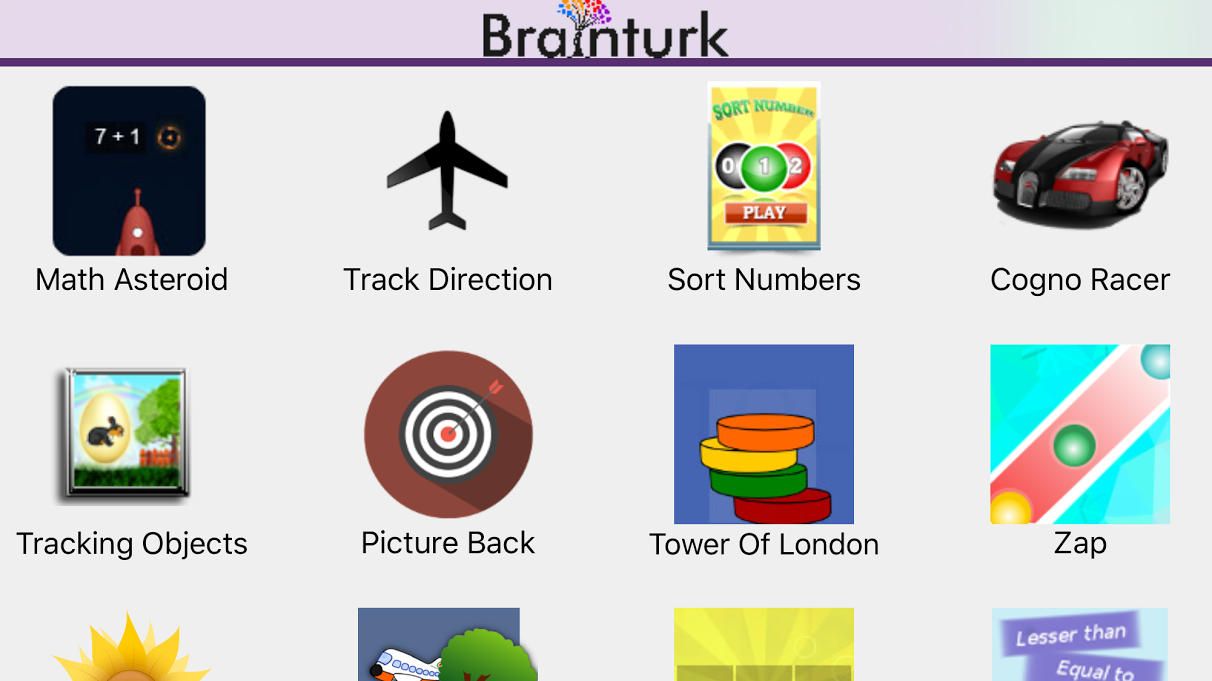 Brainturk
7 + 1
SORT NUMBER
0 1 2
PLAY
Math Asteroid
Track Direction
Sort Numbers
Cogno Racer
Tracking Objects
Picture Back
Tower Of London
Zap
Lesser than
Equal to